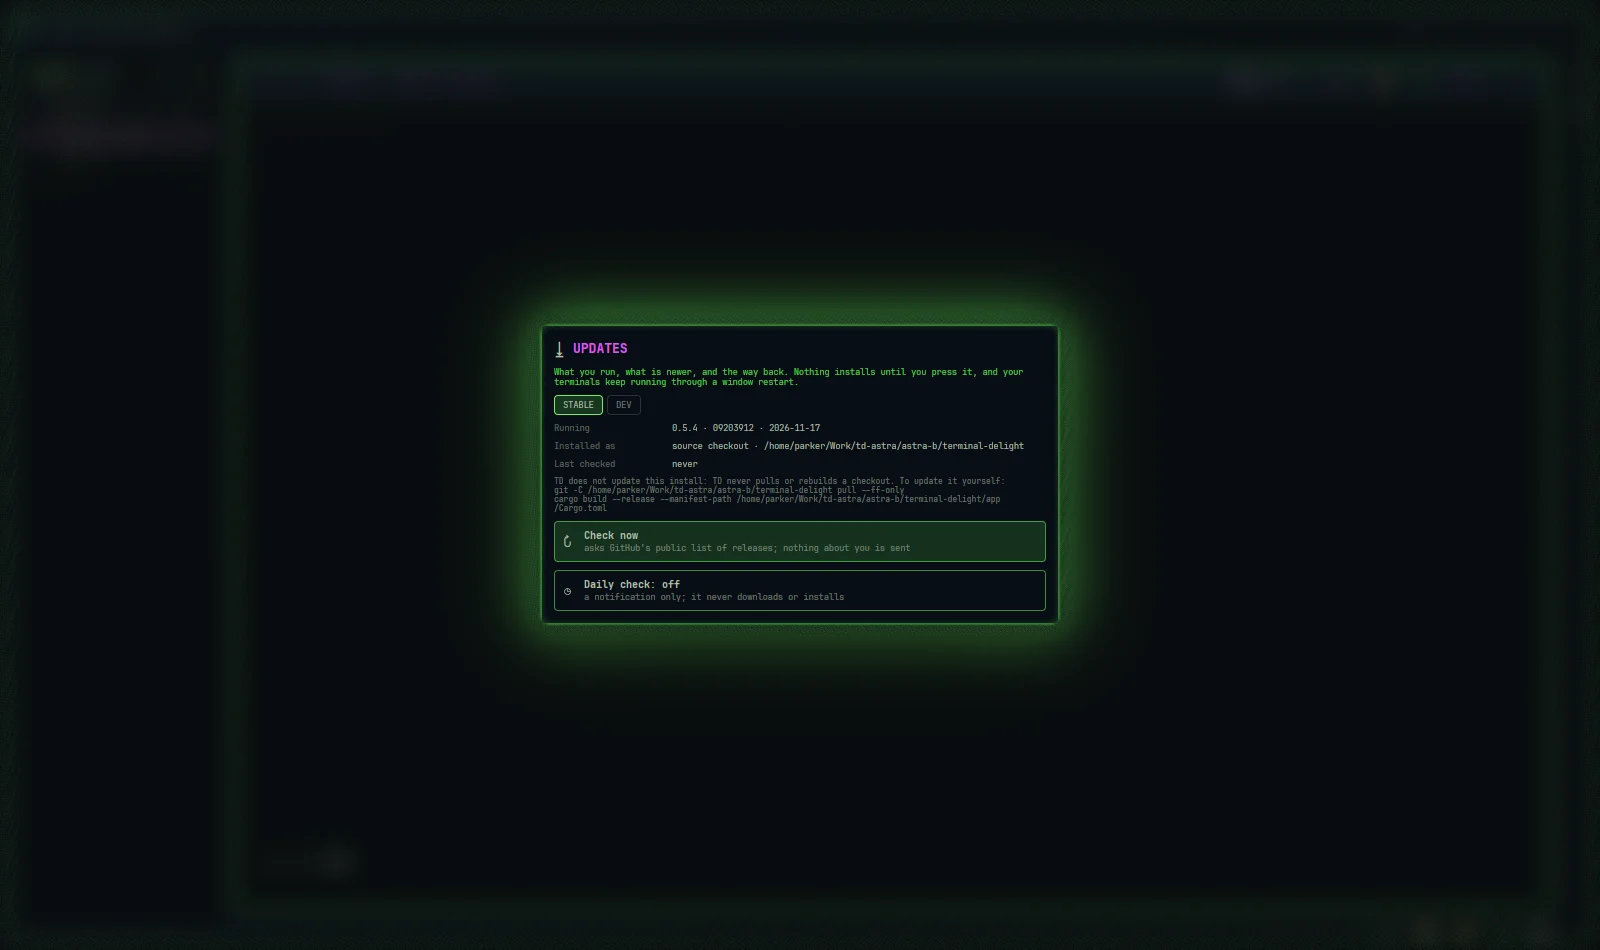 UPDATES
What you run, what is newer, and the way back. Nothing installs until you press it, and your
terminals keep running through a window restart.
STABLE DEV
Running 0.5.4 · 09203912 · 2026-11-17
Installed as source checkout · /home/parker/Work/td-astra/astra-b/terminal-delight
Last checked never
TD does not update this install: TD never pulls or rebuilds a checkout. To update it yourself:
git -C /home/parker/Work/td-astra/astra-b/terminal-delight pull --ff-only
cargo build --release --manifest-path /home/parker/Work/td-astra/astra-b/terminal-delight/app
/Cargo.toml
Check now
asks GitHub's public list of releases; nothing about you is sent
Daily check: off
a notification only; it never downloads or installs